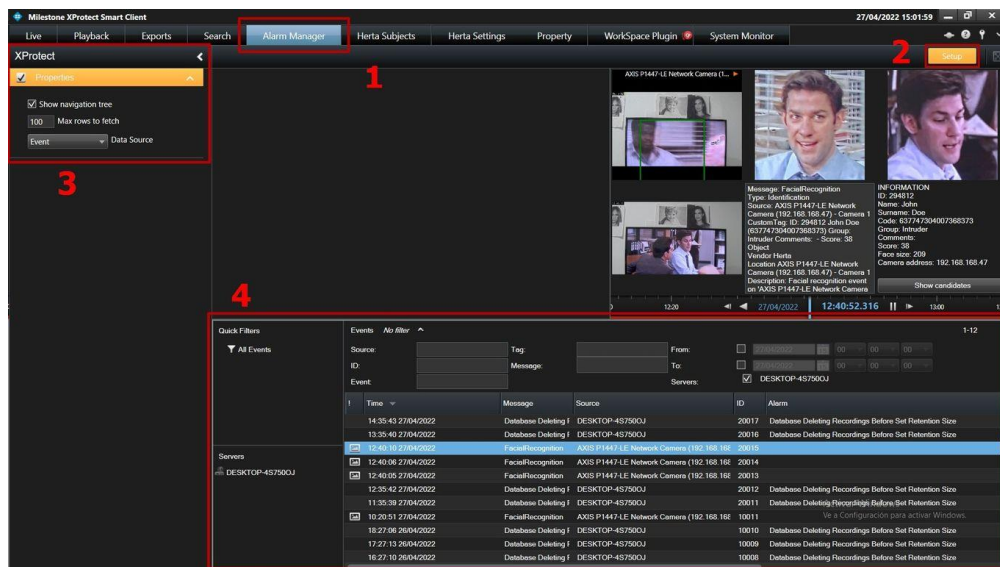 Milestone XProtect Smart Client
27/04/2022 15:01:59
Live Playback Exports Search Alarm Manager Herta Subjects Herta Settings Property WorkSpace Plugin System Monitor
1
2
Setup
XProtect
Properties
Show navigation tree
100 Max rows to fetch
Event Data Source
3
AXIS P1447-LE Network Camera (1...
Message: FacialRecognition
Type: Identification
Source: AXIS P1447-LE Network
Camera (192.168.168.47) - Camera 1
CustomTag: ID: 294812 John Doe
(637747304007368373) Group:
Intruder Comments: - Score: 38
Object
Vendor Herta
Location AXIS P1447-LE Network
Camera (192.168.168.47) - Camera 1
Description: Facial recognition event
on 'AXIS P1447-LE Network Camera
INFORMATION
ID: 294812
Name: John
Surname: Doe
Code: 637747304007368373
Group: Intruder
Comments:
Score: 38
Face size: 209
Camera address: 192.168.168.47
Show candidates
12:20 27/04/2022 12:40:52.316 13:00
4
Quick Filters
All Events
Servers
DESKTOP-4S750OJ
Events No filter 1-12
Source: Tag: From: 27/04/2022 00 00 00
ID: Message: To: 00 00 00
Event: Servers: DESKTOP-4S750OJ
! Time Message Source ID Alarm
14:35:43 27/04/2022 Database Deleting F DESKTOP-4S750OJ 20017 Database Deleting Recordings Before Set Retention Size
13:35:40 27/04/2022 Database Deleting F DESKTOP-4S750OJ 20016 Database Deleting Recordings Before Set Retention Size
12:40:10 27/04/2022 FacialRecognition AXIS P1447-LE Network Camera (192.168.168 20015
12:40:06 27/04/2022 FacialRecognition AXIS P1447-LE Network Camera (192.168.168 20014
12:40:05 27/04/2022 FacialRecognition AXIS P1447-LE Network Camera (192.168.168 20013
12:35:42 27/04/2022 Database Deleting F DESKTOP-4S750OJ 20012 Database Deleting Recordings Before Set Retention Size
11:35:39 27/04/2022 Database Deleting F DESKTOP-4S750OJ 20011 Database Deleting Recordings Before Set Retention Size
10:20:51 27/04/2022 FacialRecognition AXIS P1447-LE Network Camera (192.168.168 10011
Ve a Configuración para activar Windows.
18:27:06 26/04/2022 Database Deleting F DESKTOP-4S750OJ 10010 Database Deleting Recordings Before Set Retention Size
17:27:13 26/04/2022 Database Deleting F DESKTOP-4S750OJ 10009 Database Deleting Recordings Before Set Retention Size
16:27:10 26/04/2022 Database Deleting F DESKTOP-4S750OJ 10008 Database Deleting Recordings Before Set Retention Size